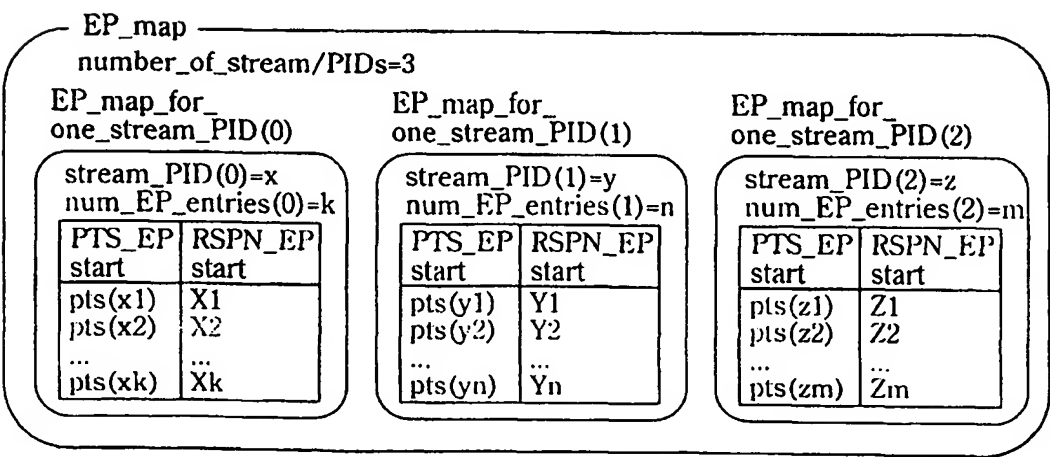 EP_map
number_of_stream/PIDs=3
EP_map_for_
one_stream_PID(0)
stream_PID(0)=x
num_EP_entries(0)=k
PTS_EP RSPN_EP
start start
pts(x1) X1
pts(x2) X2
... ...
pts(xk) Xk
EP_map_for_
one_stream_PID(1)
stream_PID(1)=y
num_EP_entries(1)=n
PTS_EP RSPN_EP
start start
pts(y1) Y1
pts(y2) Y2
... ...
pts(yn) Yn
EP_map_for_
one_stream_PID(2)
stream_PID(2)=z
num_EP_entries(2)=m
PTS_EP RSPN_EP
start start
pts(z1) Z1
pts(z2) Z2
... ...
pts(zm) Zm